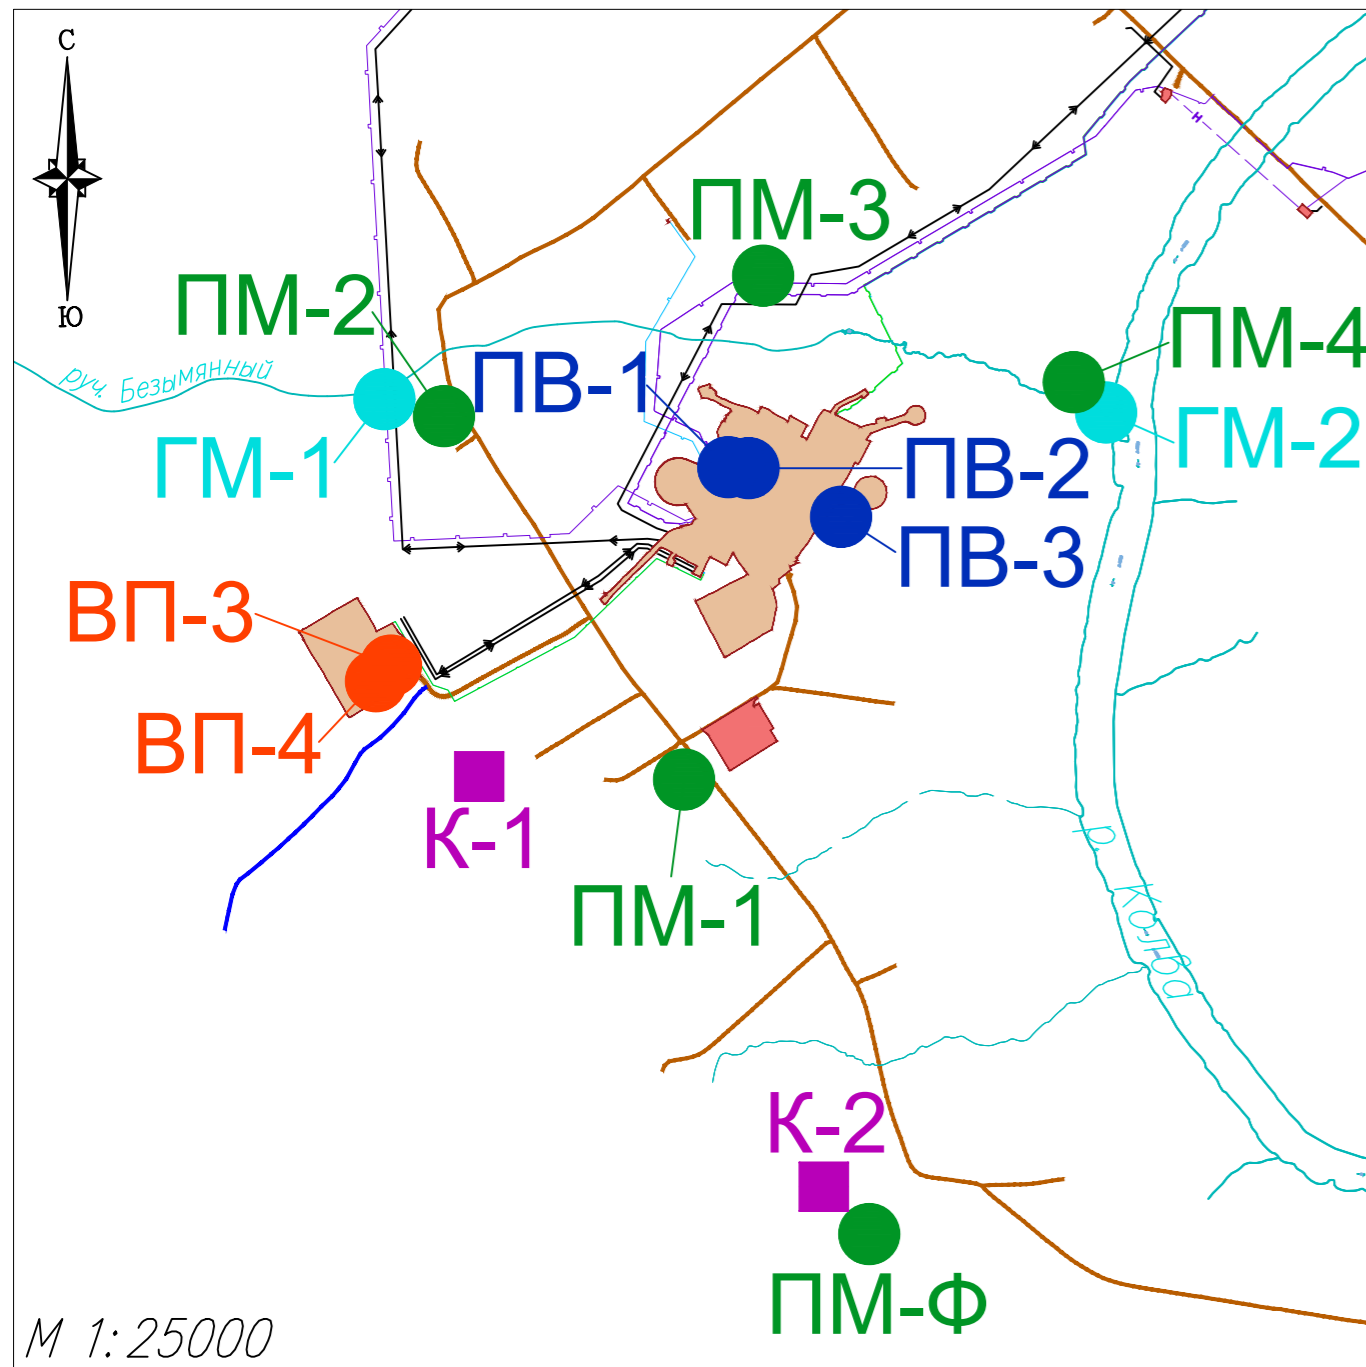 С
Ю
ПМ-3
ПМ-2
ПМ-4
руч. Безымянный
ПВ-1
ГМ-1
ГМ-2
ПВ-2
ПВ-3
ВП-3
ВП-4
К-1
р. Колва
ПМ-1
К-2
ПМ-Ф
М 1:25000